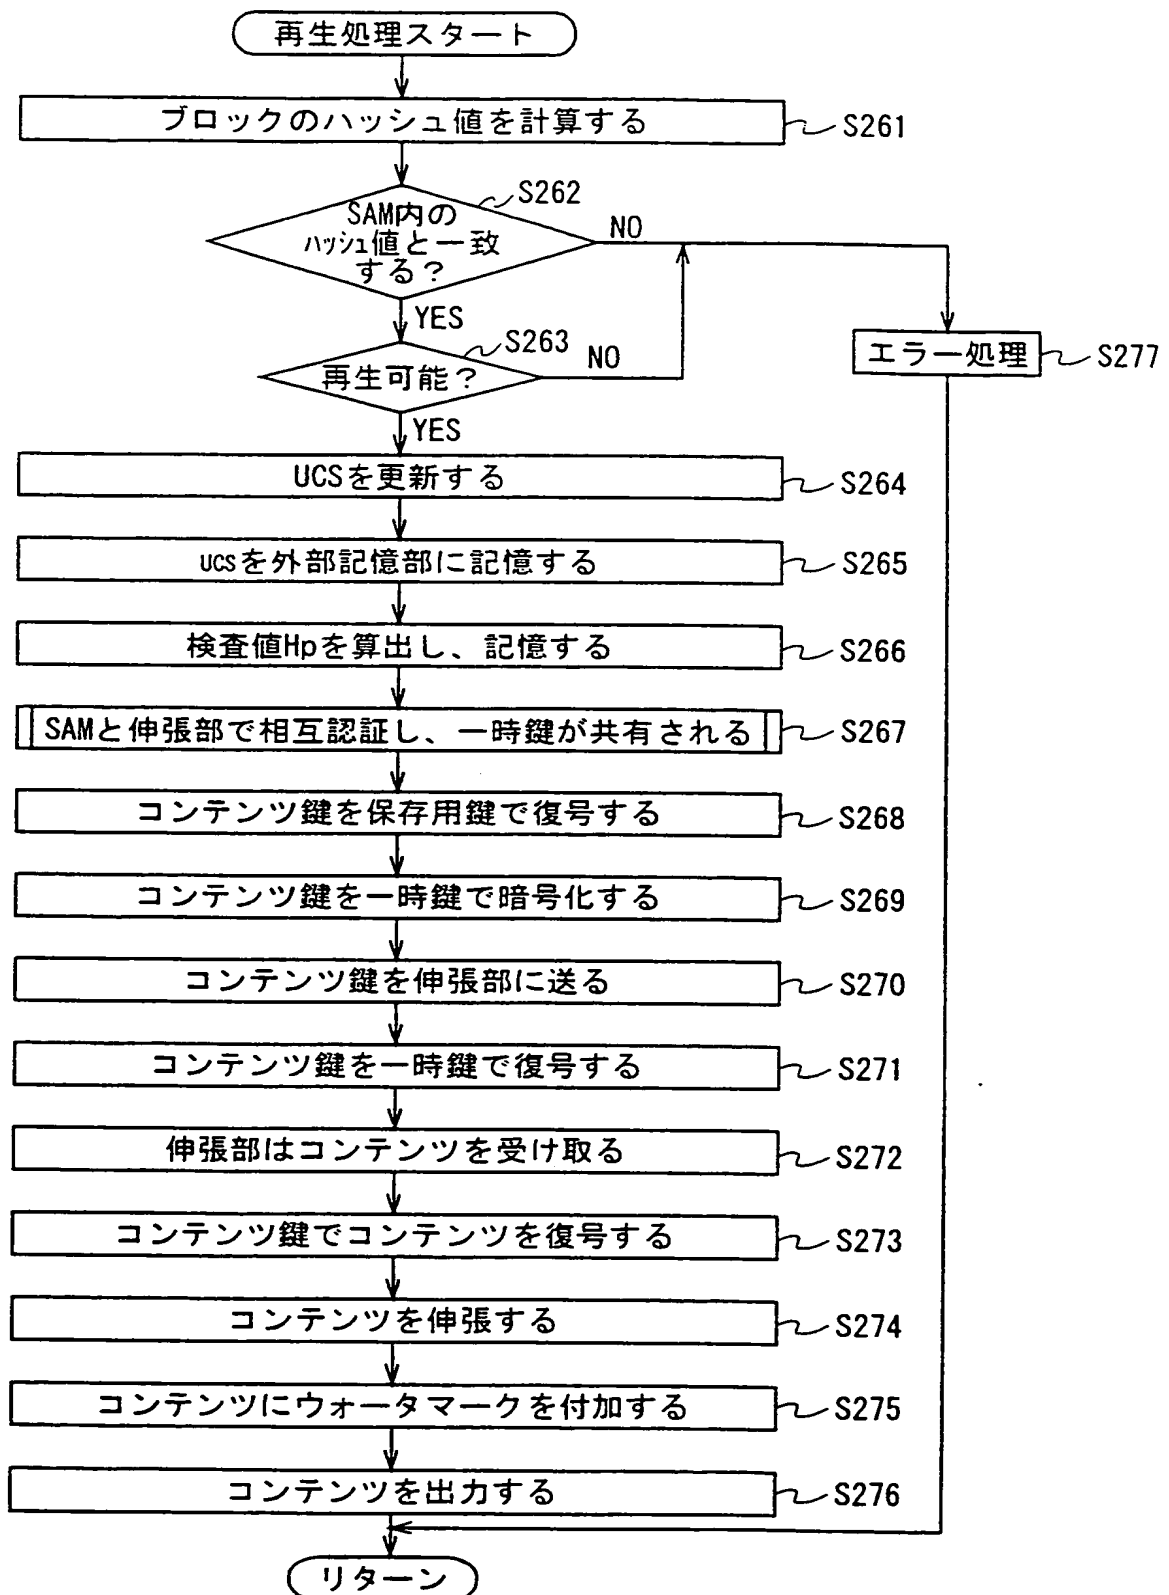 再生処理スタート
ブロックのハッシュ値を計算する
S261
S262
SAM内の
ハッシュ値と一致
する?
NO
YES
S263
再生可能?
NO
エラー処理
S277
YES
UCSを更新する
S264
UCSを外部記憶部に記憶する
S265
検査値Hpを算出し、記憶する
S266
SAMと伸張部で相互認証し、一時鍵が共有される
S267
コンテンツ鍵を保存用鍵で復号する
S268
コンテンツ鍵を一時鍵で暗号化する
S269
コンテンツ鍵を伸張部に送る
S270
コンテンツ鍵を一時鍵で復号する
S271
伸張部はコンテンツを受け取る
S272
コンテンツ鍵でコンテンツを復号する
S273
コンテンツを伸張する
S274
コンテンツにウォータマークを付加する
S275
コンテンツを出力する
S276
リターン